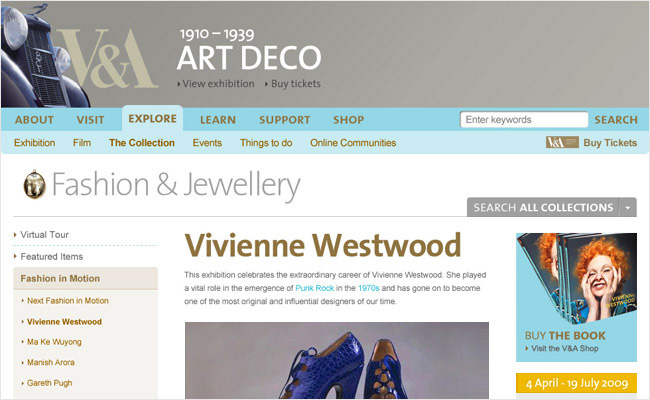 V&A
1910 – 1939
ART DECO
View exhibition Buy tickets
ABOUT VISIT EXPLORE LEARN SUPPORT SHOP Enter keywords SEARCH
Exhibition Film The Collection Events Things to do Online Communities V&A Buy Tickets
Fashion & Jewellery
SEARCH ALL COLLECTIONS
Virtual Tour
Featured Items
Fashion in Motion
Next Fashion in Motion
Vivienne Westwood
Ma Ke Wuyong
Manish Arora
Gareth Pugh
Vivienne Westwood
This exhibition celebrates the extraordinary career of Vivienne Westwood. She played
a vital role in the emergence of Punk Rock in the 1970s and has gone on to become
one of the most original and influential designers of our time.
VIVIENNE
WESTWOOD
BUY THE BOOK
Visit the V&A Shop
4 April - 19 July 2009